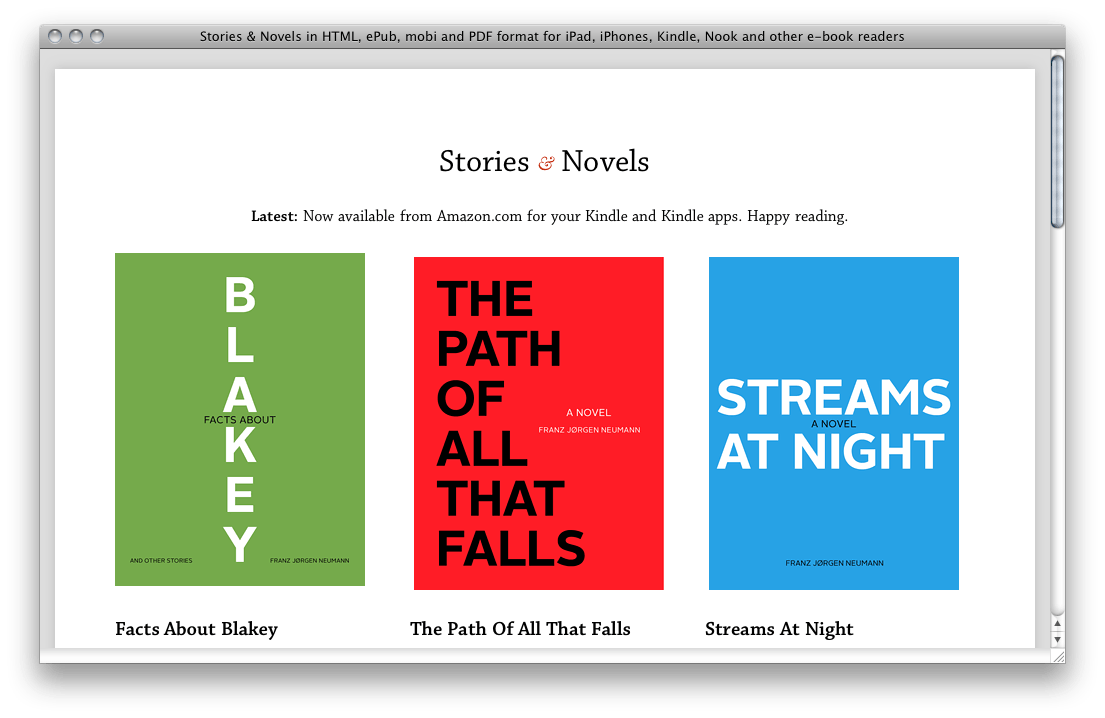 Stories & Novels in HTML, ePub, mobi and PDF format for iPad, iPhones, Kindle, Nook and other e-book readers
Stories & Novels
Latest: Now available from Amazon.com for your Kindle and Kindle apps. Happy reading.
B
L
A
FACTS ABOUT
K
E
Y
AND OTHER STORIES
FRANZ JØRGEN NEUMANN
THE
PATH
OF
ALL
THAT
FALLS
A NOVEL
FRANZ JØRGEN NEUMANN
STREAMS
A NOVEL
AT NIGHT
FRANZ JØRGEN NEUMANN
Facts About Blakey
The Path Of All That Falls
Streams At Night